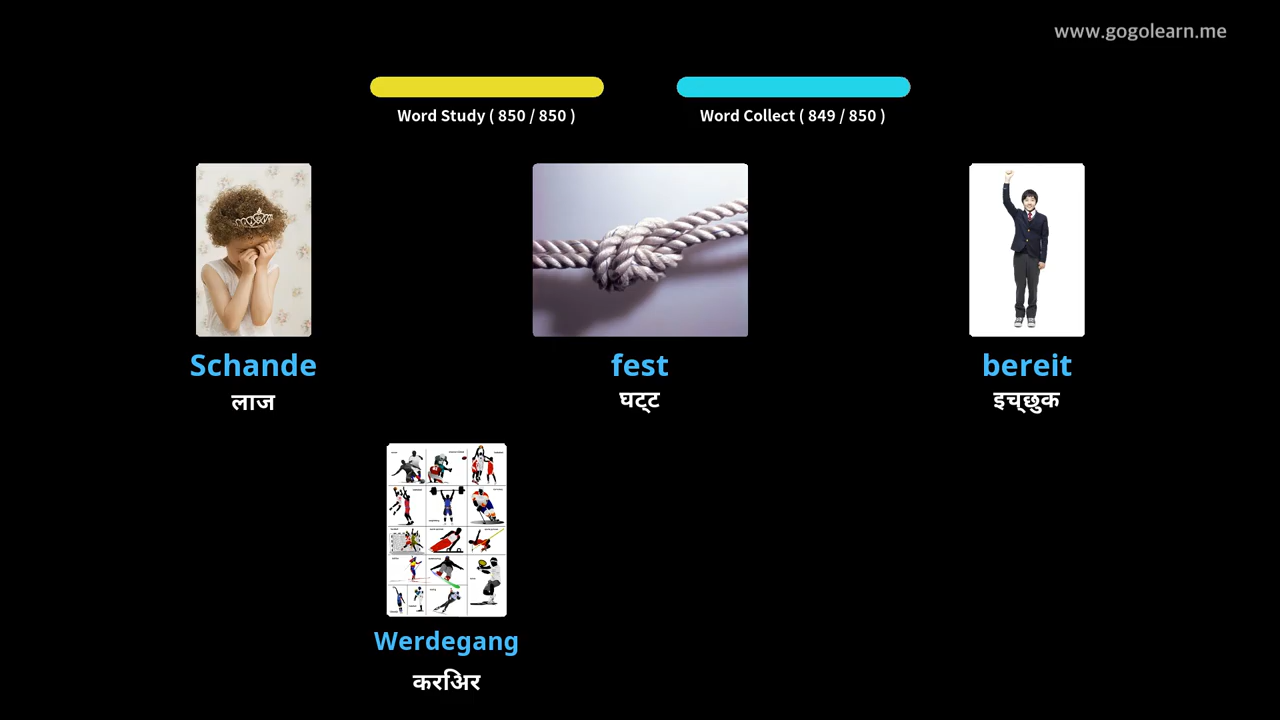 www.gogolearn.me
Word Study ( 850 / 850 )
Word Collect ( 849 / 850 )
Schande
लाज
fest
घट्‍ट
bereit
इच्‍छुक
Werdegang
करिअर